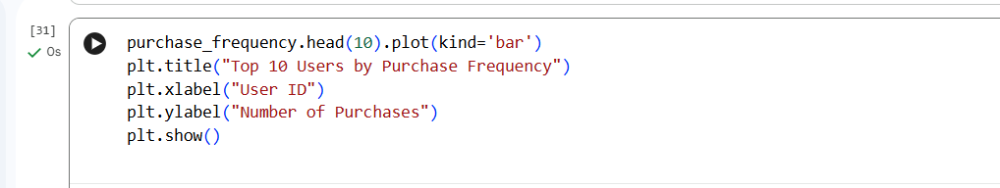 [31]
0s
purchase_frequency.head(10).plot(kind='bar')
plt.title("Top 10 Users by Purchase Frequency")
plt.xlabel("User ID")
plt.ylabel("Number of Purchases")
plt.show()